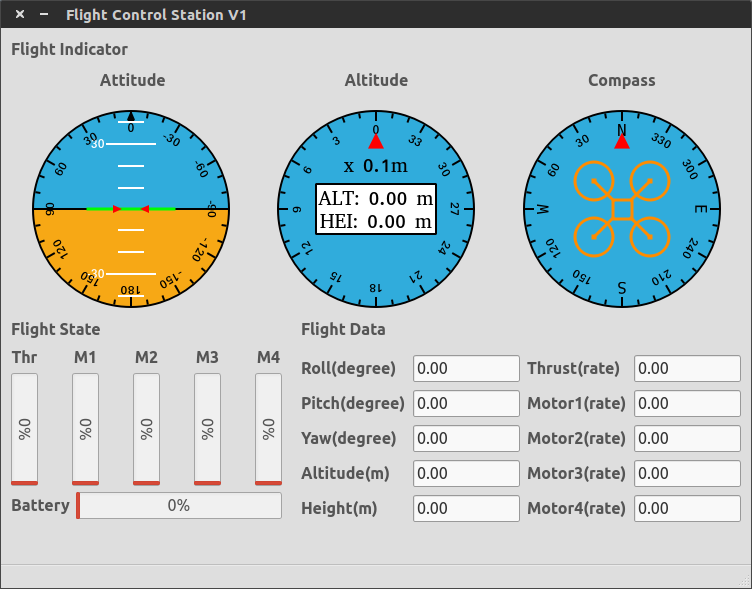 Flight Control Station V1
Flight Indicator
Attitude
Altitude
Compass
0
30
-30
60
-60
90
-90
120
-120
150
-150
180
30
30
0
3
33
6
30
9
27
12
24
15
21
18
x 0.1m
ALT: 0.00 m
HEI: 0.00 m
N
30
330
60
300
W
E
120
240
150
210
S
Flight State
Thr M1 M2 M3 M4
0% 0% 0% 0% 0%
Battery 0%
Flight Data
Roll(degree) 0.00 Thrust(rate) 0.00
Pitch(degree) 0.00 Motor1(rate) 0.00
Yaw(degree) 0.00 Motor2(rate) 0.00
Altitude(m) 0.00 Motor3(rate) 0.00
Height(m) 0.00 Motor4(rate) 0.00